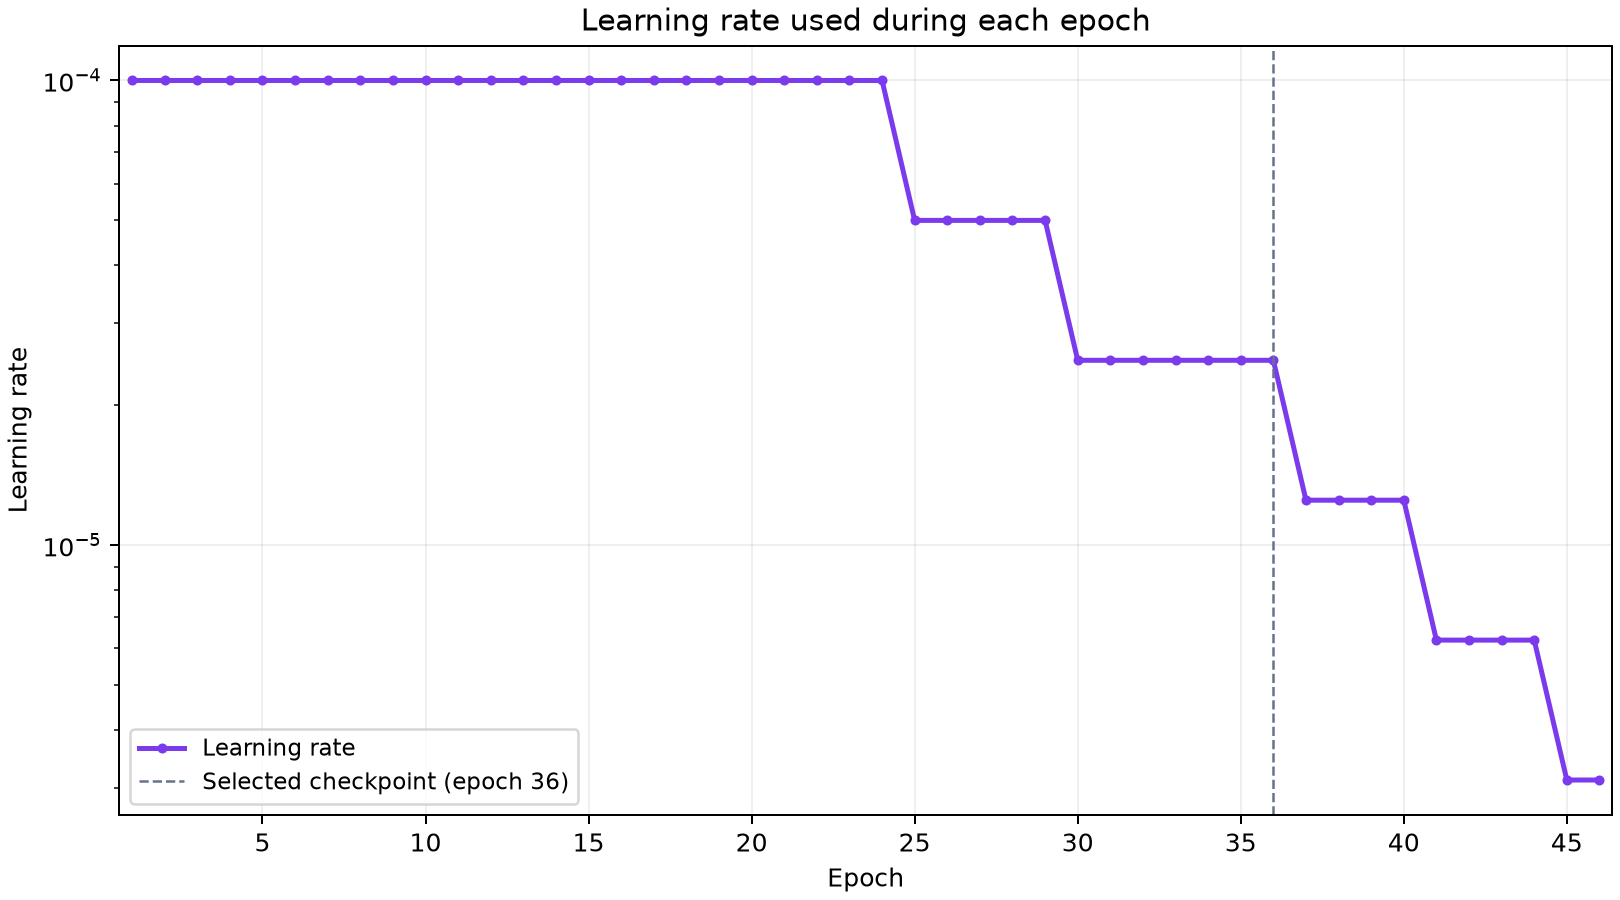 Learning rate used during each epoch
Learning rate
10⁻⁴
10⁻⁵
Learning rate
Selected checkpoint (epoch 36)
5 10 15 20 25 30 35 40 45
Epoch